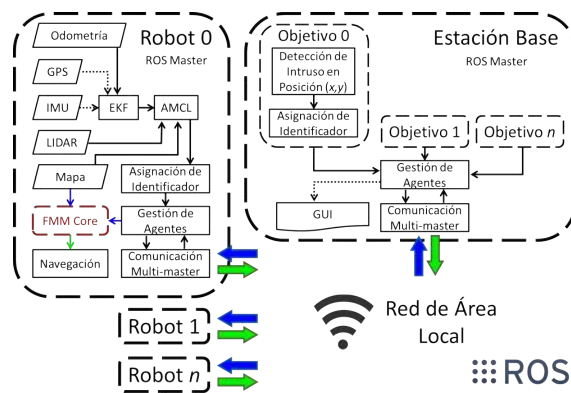 Robot 0
ROS Master
Odometría
GPS
IMU
EKF
AMCL
LIDAR
Mapa
Asignación de
Identificador
FMM Core
Gestión de
Agentes
Navegación
Comunicación
Multi-master
Robot 1
Robot n
Estación Base
ROS Master
Objetivo 0
Detección de
Intruso en
Posición (x,y)
Asignación de
Identificador
Objetivo 1
Objetivo n
Gestión de
Agentes
GUI
Comunicación
Multi-master
Red de Área
Local
ROS